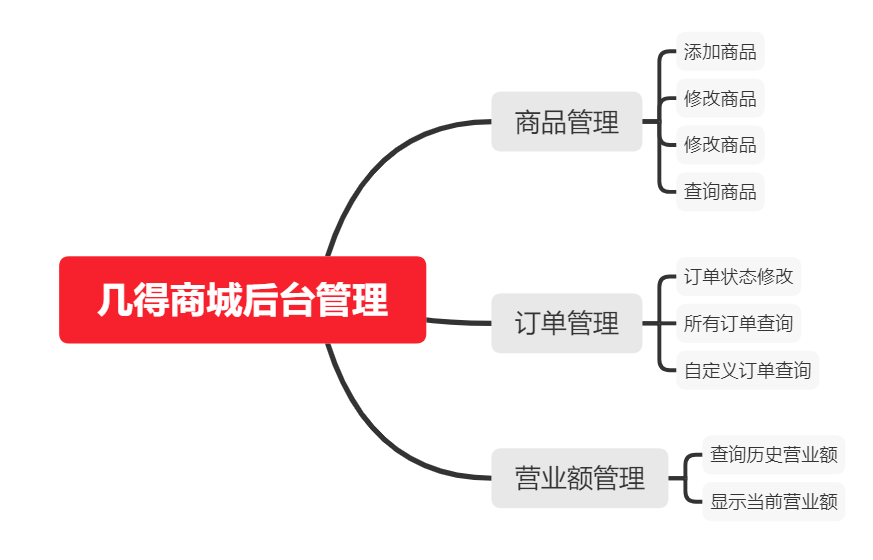 几得商城后台管理
商品管理
添加商品
修改商品
修改商品
查询商品
订单管理
订单状态修改
所有订单查询
自定义订单查询
营业额管理
查询历史营业额
显示当前营业额